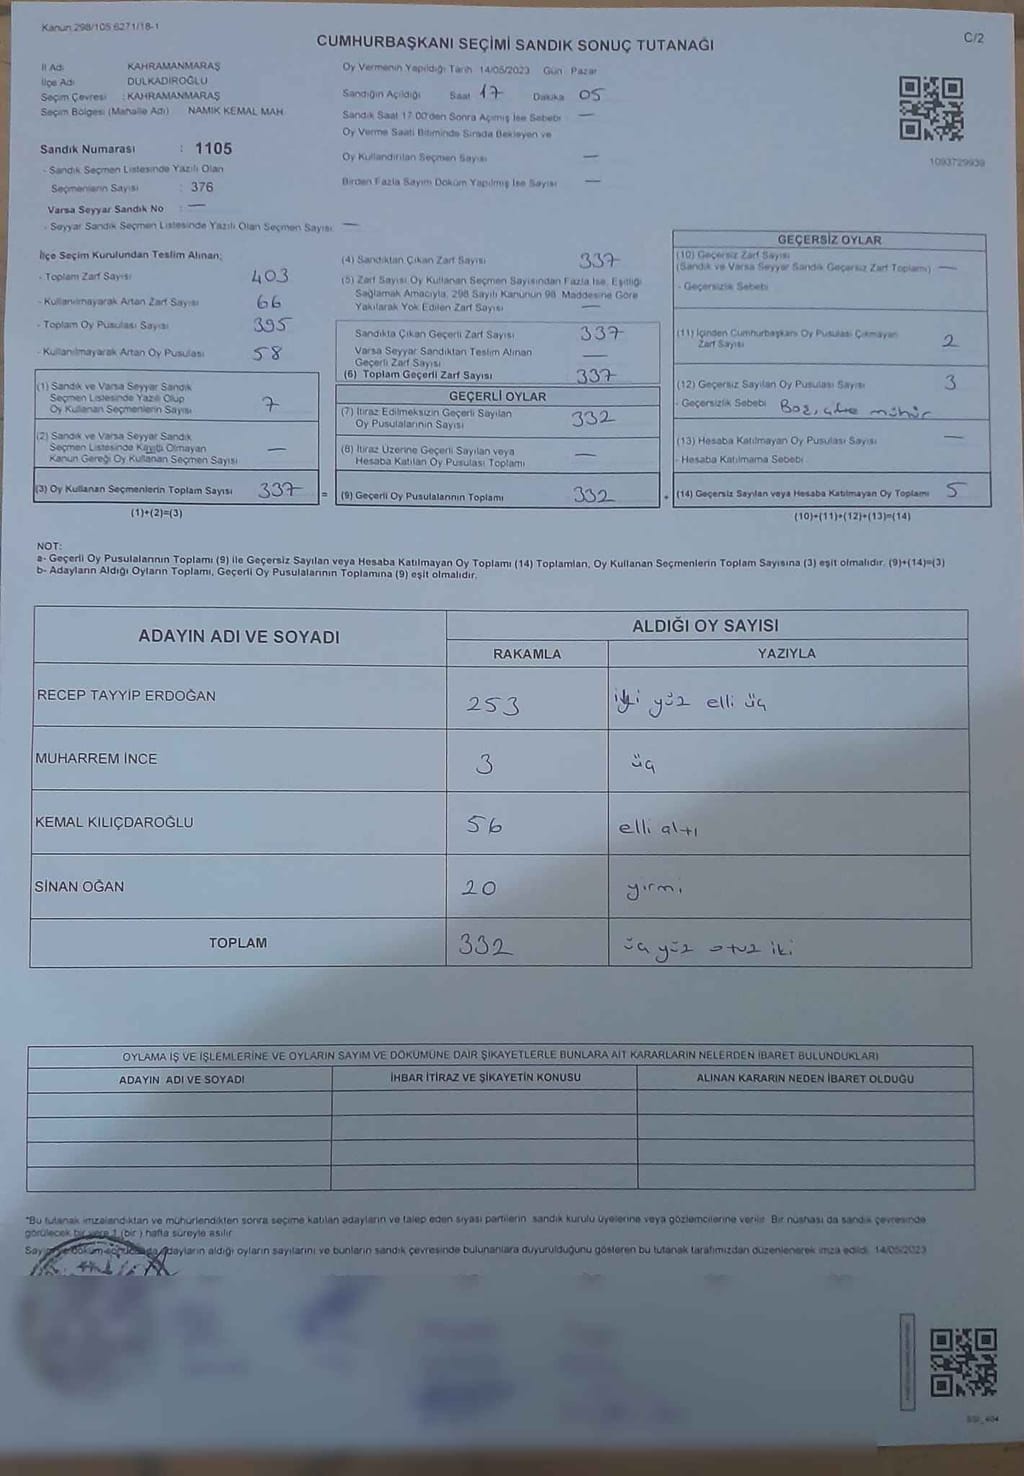 Kanun 298/105 6271/18-1
C/2
CUMHURBAŞKANI SEÇİMİ SANDIK SONUÇ TUTANAĞI
İl Adı KAHRAMANMARAŞ
İlçe Adı DULKADİROĞLU
Seçim Çevresi : KAHRAMANMARAŞ
Seçim Bölgesi (Mahalle Adı) NAMIK KEMAL MAH.
Sandık Numarası : 1105
- Sandık Seçmen Listesinde Yazılı Olan
Seçmenlerin Sayısı : 376
Varsa Seyyar Sandık No : —
- Seyyar Sandık Seçmen Listesinde Yazılı Olan Seçmen Sayısı —
Oy Vermenin Yapıldığı Tarih 14/05/2023 Gün Pazar
Sandığın Açıldığı Saat 17 Dakika 05
Sandık Saat 17.00'den Sonra Açılmış İse Sebebi —
Oy Verme Saati Bitiminde Sırada Bekleyen ve
Oy Kullandırılan Seçmen Sayısı —
Birden Fazla Sayım Döküm Yapılmış İse Sayısı —
1093729939
İlçe Seçim Kurulundan Teslim Alınan;
- Toplam Zarf Sayısı 403
- Kullanılmayarak Artan Zarf Sayısı 66
- Toplam Oy Pusulası Sayısı 395
- Kullanılmayarak Artan Oy Pusulası 58
(1) Sandık ve Varsa Seyyar Sandık
Seçmen Listesinde Yazılı Olup
Oy Kullanan Seçmenlerin Sayısı 7
(2) Sandık ve Varsa Seyyar Sandık
Seçmen Listesinde Kayıtlı Olmayan
Kanun Gereği Oy Kullanan Seçmen Sayısı —
(3) Oy Kullanan Seçmenlerin Toplam Sayısı 337 =
(1)+(2)=(3)
(4) Sandıktan Çıkan Zarf Sayısı 337
(5) Zarf Sayısı Oy Kullanan Seçmen Sayısından Fazla İse, Eşitliği
Sağlamak Amacıyla, 298 Sayılı Kanunun 98. Maddesine Göre
Yakılarak Yok Edilen Zarf Sayısı —
Sandıkta Çıkan Geçerli Zarf Sayısı 337
Varsa Seyyar Sandıktan Teslim Alınan
Geçerli Zarf Sayısı —
(6) Toplam Geçerli Zarf Sayısı 337
GEÇERLİ OYLAR
(7) İtiraz Edilmeksizin Geçerli Sayılan
Oy Pusulalarının Sayısı 332
(8) İtiraz Üzerine Geçerli Sayılan veya
Hesaba Katılan Oy Pusulası Toplamı —
(9) Geçerli Oy Pusulalarının Toplamı 332 +
GEÇERSİZ OYLAR
(10) Geçersiz Zarf Sayısı
(Sandık ve Varsa Seyyar Sandık Geçersiz Zarf Toplamı) —
- Geçersizlik Sebebi
(11) İçinden Cumhurbaşkanı Oy Pusulası Çıkmayan
Zarf Sayısı 2
(12) Geçersiz Sayılan Oy Pusulası Sayısı 3
- Geçersizlik Sebebi Boş, çift mühür
(13) Hesaba Katılmayan Oy Pusulası Sayısı —
- Hesaba Katılmama Sebebi
(14) Geçersiz Sayılan veya Hesaba Katılmayan Oy Toplamı 5
(10)+(11)+(12)+(13)=(14)
NOT:
a- Geçerli Oy Pusulalarının Toplamı (9) ile Geçersiz Sayılan veya Hesaba Katılmayan Oy Toplamı (14) Toplamları, Oy Kullanan Seçmenlerin Toplam Sayısına (3) eşit olmalıdır. (9)+(14)=(3)
b- Adayların Aldığı Oyların Toplamı, Geçerli Oy Pusulalarının Toplamına (9) eşit olmalıdır.
ADAYIN ADI VE SOYADI ALDIĞI OY SAYISI
RAKAMLA YAZIYLA
RECEP TAYYİP ERDOĞAN 253 iki yüz elli üç
MUHARREM İNCE 3 üç
KEMAL KILIÇDAROĞLU 56 elli altı
SİNAN OĞAN 20 yirmi
TOPLAM 332 üç yüz otuz iki
OYLAMA İŞ VE İŞLEMLERİNE VE OYLARIN SAYIM VE DÖKÜMÜNE DAİR ŞİKAYETLERLE BUNLARA AİT KARARLARIN NELERDEN İBARET BULUNDUKLARI
ADAYIN ADI VE SOYADI İHBAR İTİRAZ VE ŞİKAYETİN KONUSU ALINAN KARARIN NEDEN İBARET OLDUĞU
*Bu tutanak imzalandıktan ve mühürlendikten sonra seçime katılan adayların ve talep eden siyasi partilerin sandık kurulu üyelerine veya gözlemcilerine verilir. Bir nüshası da sandık çevresinde
görülecek bir yere 1 (bir) hafta süreyle asılır.
Sayım ve döküm sonucunda adayların aldığı oyların sayılarını ve bunların sandık çevresinde bulunanlara duyurulduğunu gösteren bu tutanak tarafımızdan düzenlenerek imza edildi. 14/05/2023